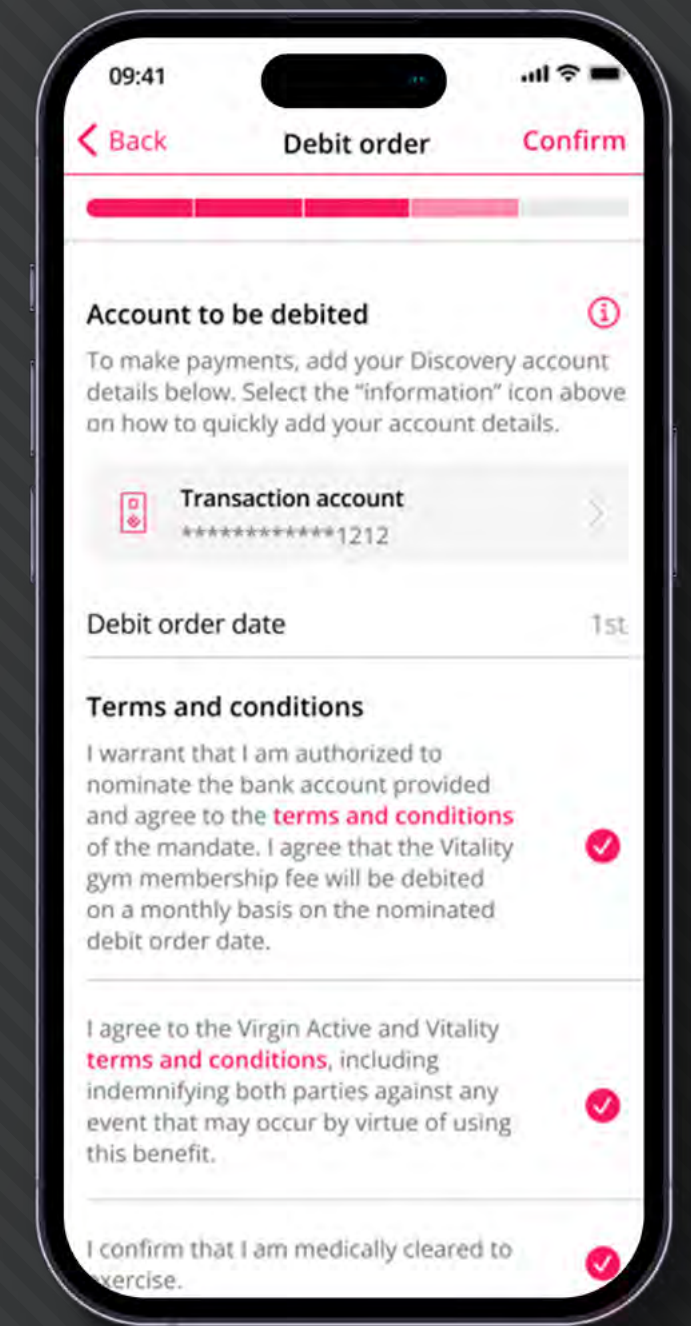 09:41
Back
Debit order
Confirm
Account to be debited
To make payments, add your Discovery account
details below. Select the “information” icon above
on how to quickly add your account details.
Transaction account
************1212
Debit order date
1st
Terms and conditions
I warrant that I am authorized to
nominate the bank account provided
and agree to the terms and conditions
of the mandate. I agree that the Vitality
gym membership fee will be debited
on a monthly basis on the nominated
debit order date.
I agree to the Virgin Active and Vitality
terms and conditions, including
indemnifying both parties against any
event that may occur by virtue of using
this benefit.
I confirm that I am medically cleared to
exercise.